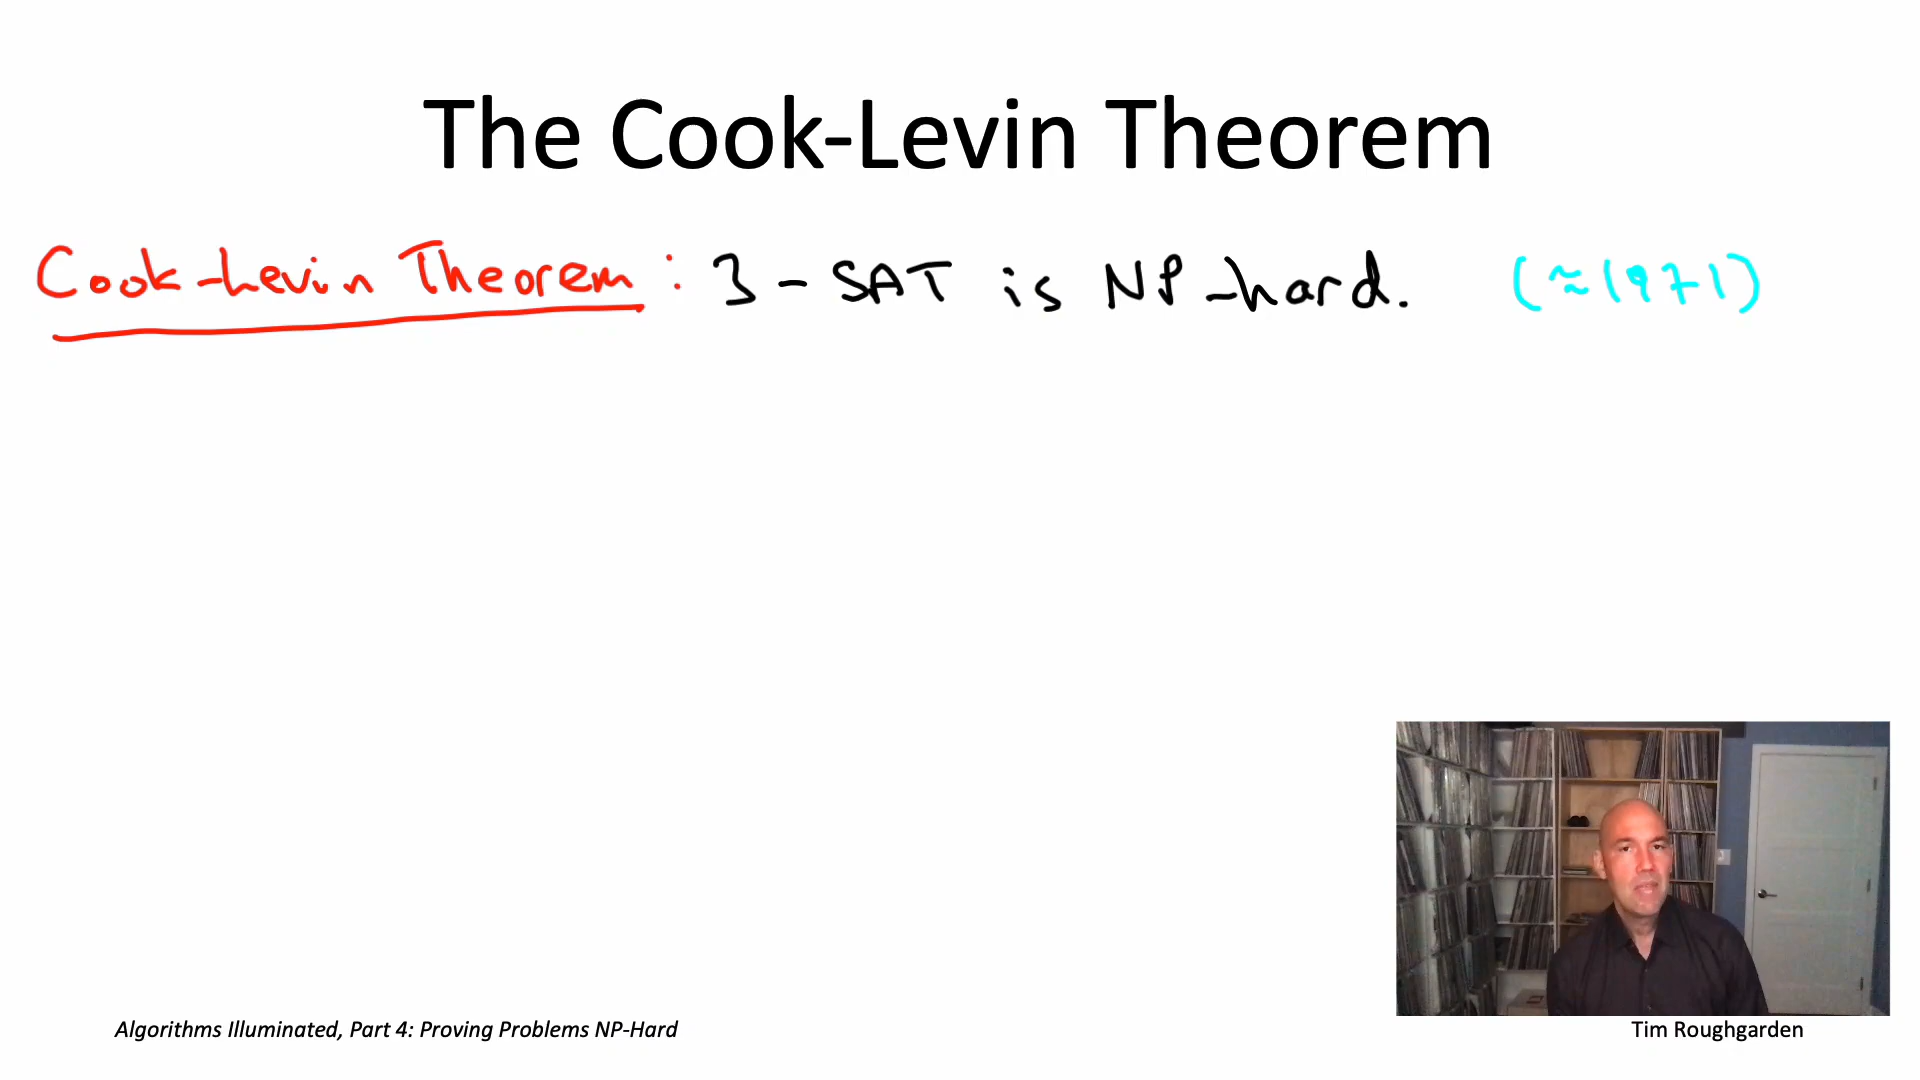 The Cook-Levin Theorem
Cook-Levin Theorem: 3-SAT is NP-hard. (≈1971)
Algorithms Illuminated, Part 4: Proving Problems NP-Hard
Tim Roughgarden